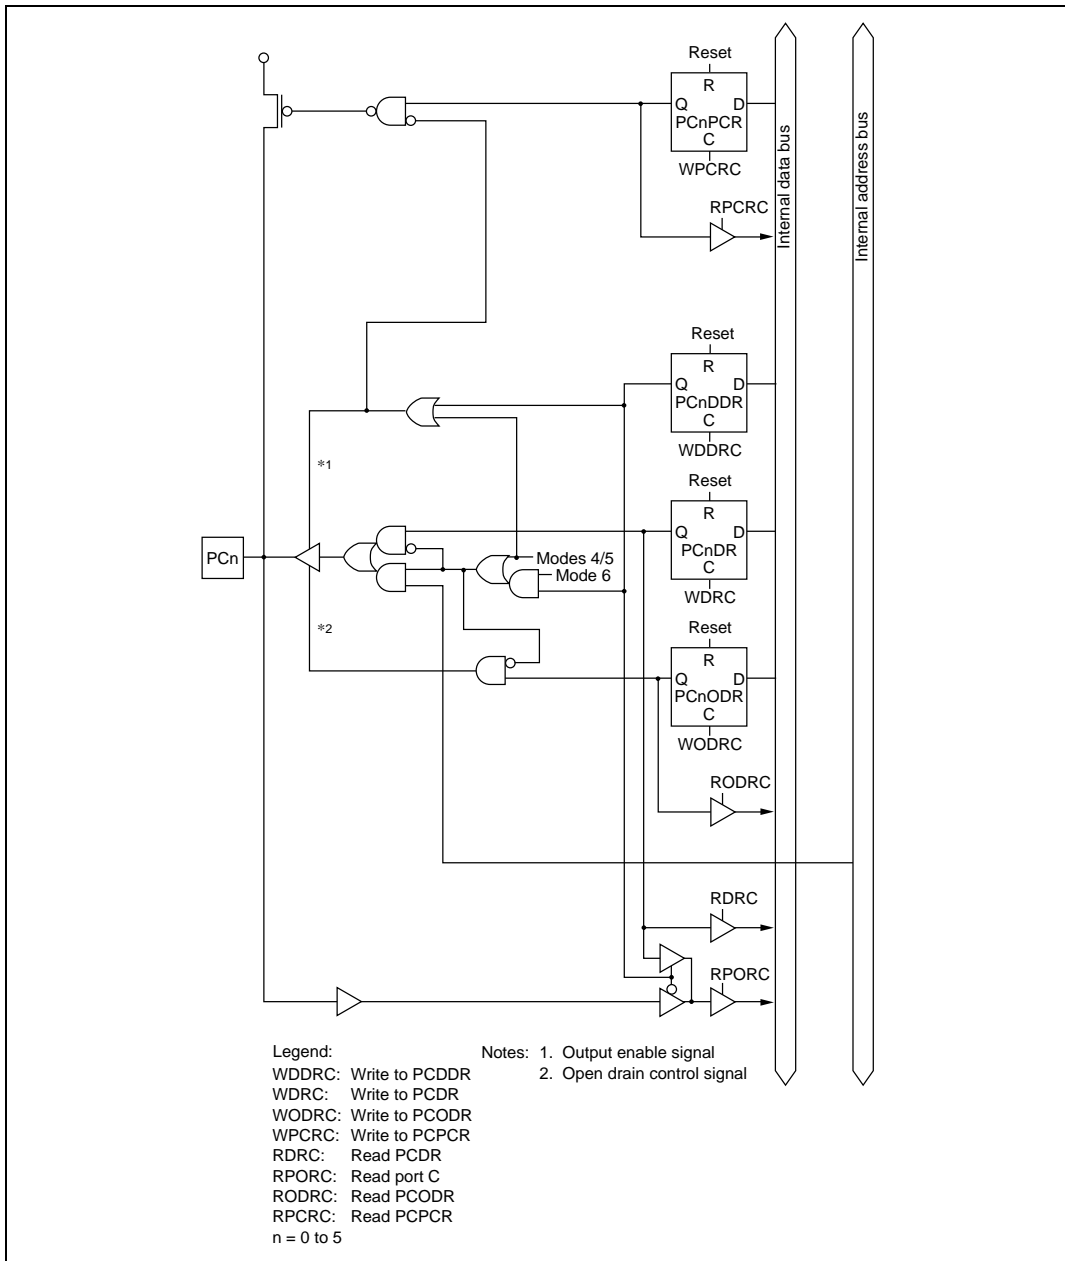 Reset
R
Q D
PCnPCR
C
WPCRC
RPCRC
Internal data bus
Internal address bus
Reset
R
Q D
PCnDDR
C
WDDRC
*1
Reset
R
Q D
PCnDR
C
WDRC
PCn
Modes 4/5
Mode 6
*2
Reset
R
Q D
PCnODR
C
WODRC
RODRC
RDRC
RPORC
Legend:
WDDRC: Write to PCDDR
WDRC: Write to PCDR
WODRC: Write to PCODR
WPCRC: Write to PCPCR
RDRC: Read PCDR
RPORC: Read port C
RODRC: Read PCODR
RPCRC: Read PCPCR
n = 0 to 5
Notes: 1. Output enable signal
2. Open drain control signal